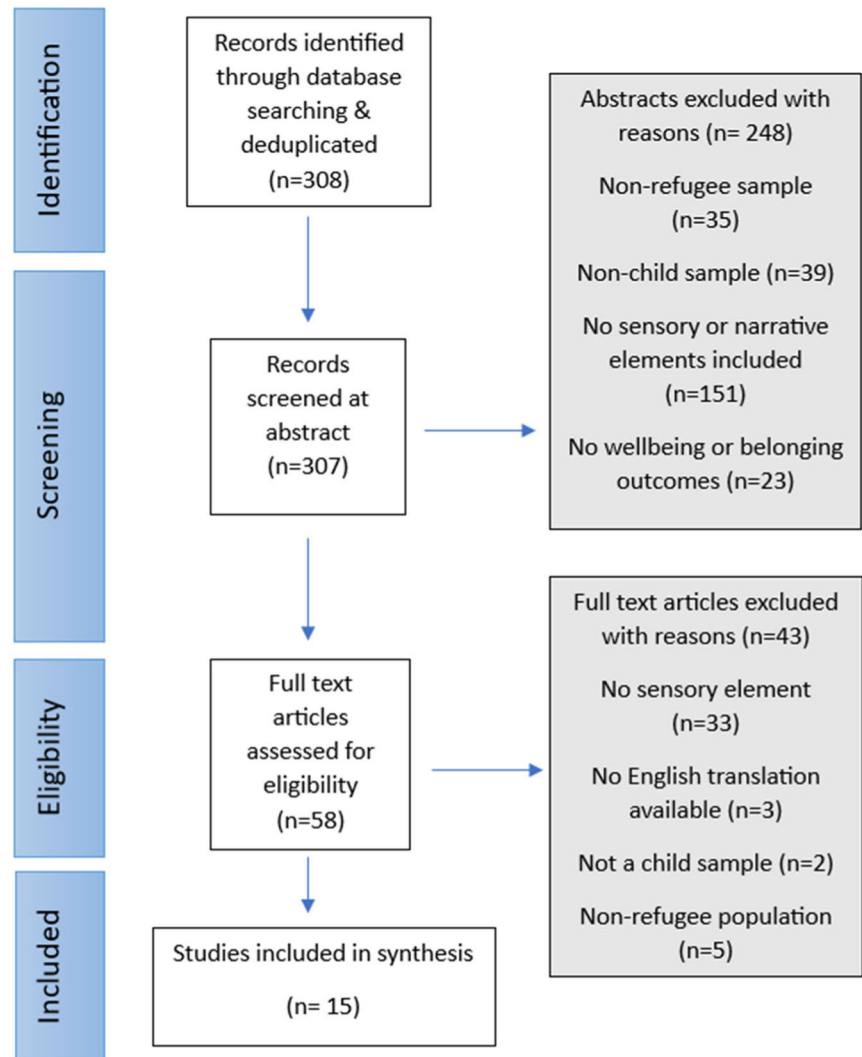 Identification
Records identified
through database
searching &
deduplicated
(n=308)
Abstracts excluded with
reasons (n= 248)
Non-refugee sample
(n=35)
Non-child sample (n=39)
No sensory or narrative
elements included
(n=151)
No wellbeing or belonging
outcomes (n=23)
Screening
Records
screened at
abstract
(n=307)
Eligibility
Full text
articles
assessed for
eligibility
(n=58)
Full text articles excluded
with reasons (n=43)
No sensory element
(n=33)
No English translation
available (n=3)
Not a child sample (n=2)
Non-refugee population
(n=5)
Included
Studies included in synthesis
(n= 15)